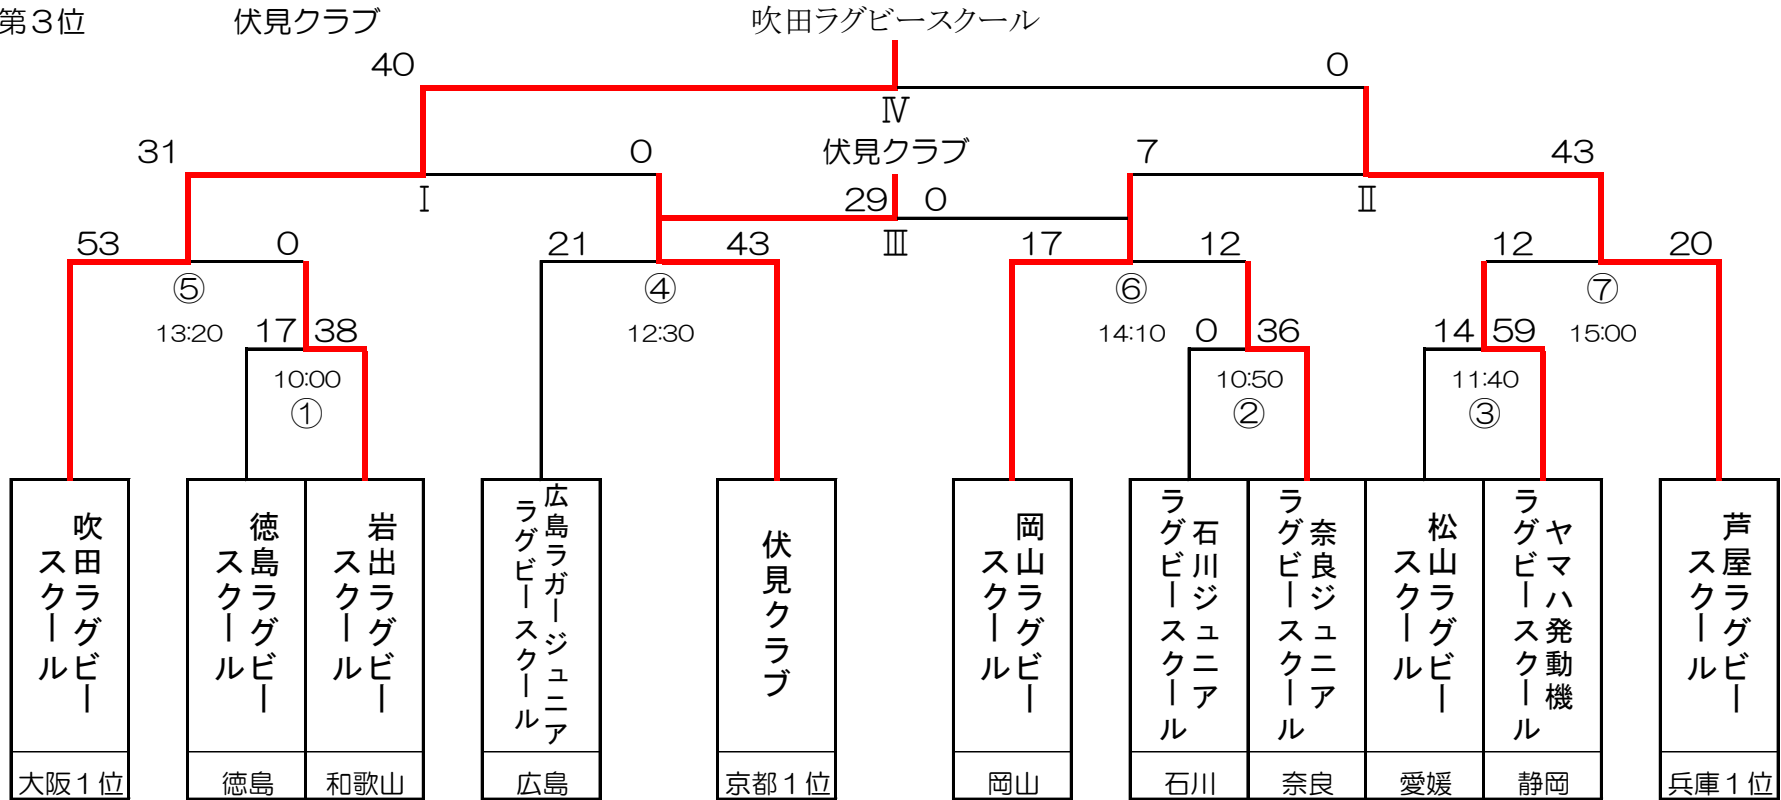 第３位 伏見クラブ 吹田ラグビースクール
40 0
Ⅳ
31 0 伏見クラブ 7 43
Ⅰ 29 0 Ⅱ
53 0 21 43 Ⅲ 17 12 12 20
⑤ ④ ⑥ ⑦
13:20 17 38 12:30 14:10 0 36 14 59 15:00
10:00 10:50 11:40
① ② ③
吹田ラグビー
スクール
徳島ラグビー
スクール
岩出ラグビー
スクール
広島ラガージュニア
ラグビースクール
伏見クラブ
岡山ラグビー
スクール
石川ジュニア
ラグビースクール
奈良ジュニア
ラグビースクール
松山ラグビー
スクール
ヤマハ発動機
ラグビースクール
芦屋ラグビー
スクール
大阪１位 徳島 和歌山 広島 京都１位 岡山 石川 奈良 愛媛 静岡 兵庫１位